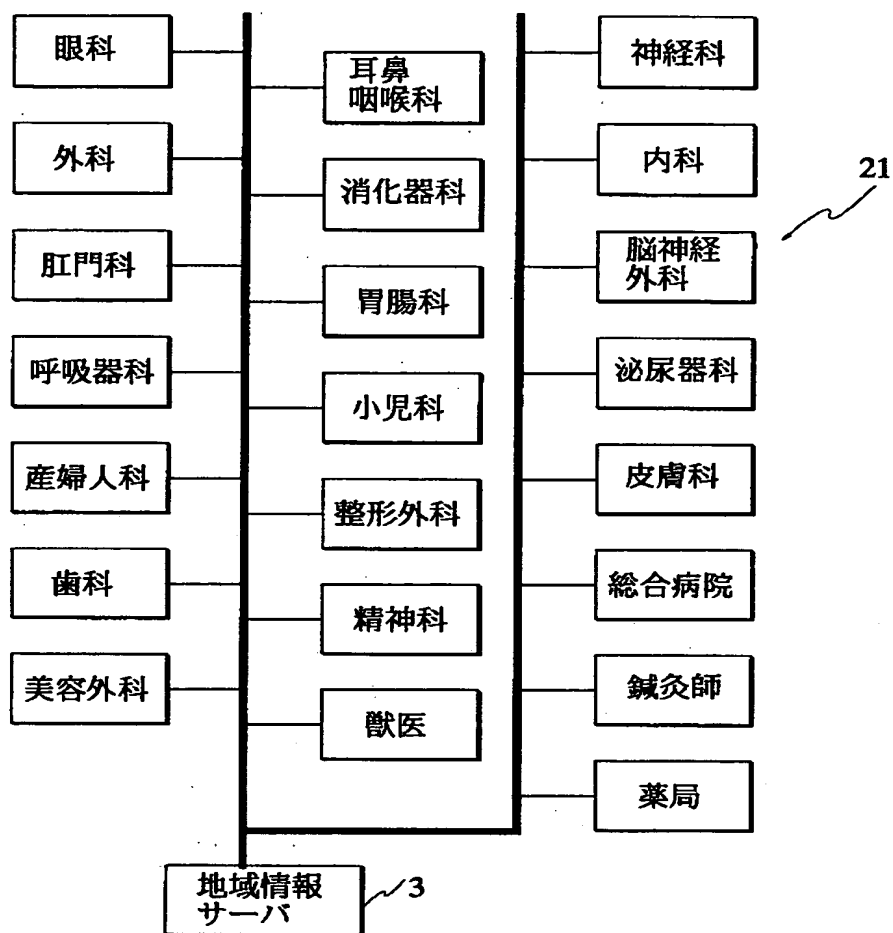 眼科
外科
肛門科
呼吸器科
産婦人科
歯科
美容外科
耳鼻
咽喉科
消化器科
胃腸科
小児科
整形外科
精神科
獣医
神経科
内科
脳神経
外科
泌尿器科
皮膚科
総合病院
鍼灸師
薬局
21
地域情報
サーバ
3